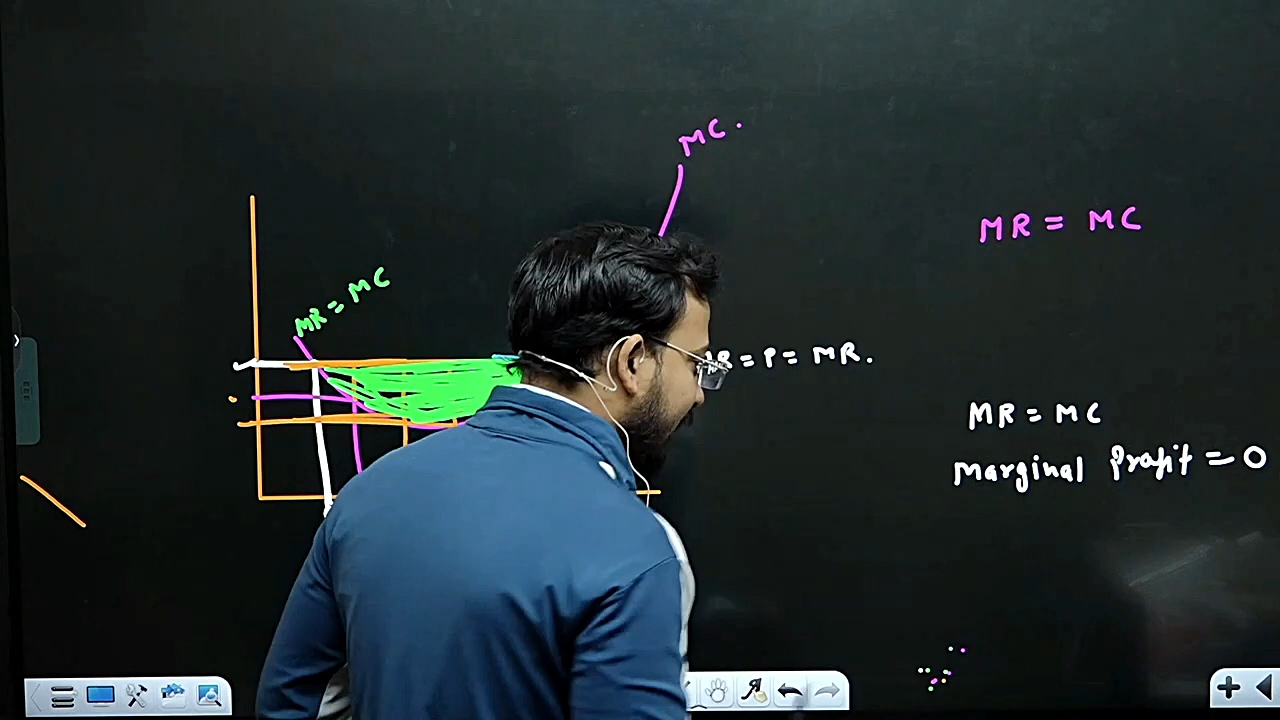 MC.
MR = MC
MR = MC
R = P = MR.
MR = MC
Marginal Profit = 0